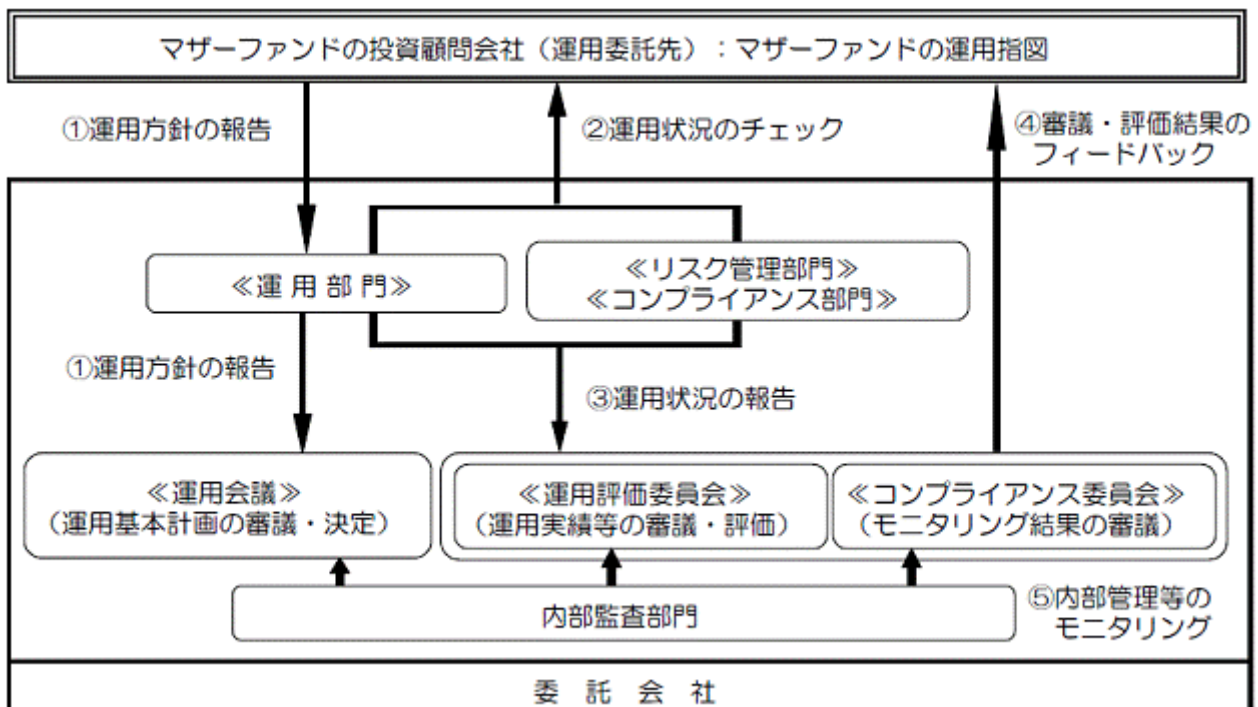 マザーファンドの投資顧問会社（運用委託先）：マザーファンドの運用指図
①運用方針の報告
②運用状況のチェック
④審議・評価結果の
フィードバック
≪運 用 部 門≫
≪リスク管理部門≫
≪コンプライアンス部門≫
①運用方針の報告
③運用状況の報告
≪運用会議≫
（運用基本計画の審議・決定）
≪運用評価委員会≫
（運用実績等の審議・評価）
≪コンプライアンス委員会≫
（モニタリング結果の審議）
内部監査部門
⑤内部管理等の
モニタリング
委 託 会 社